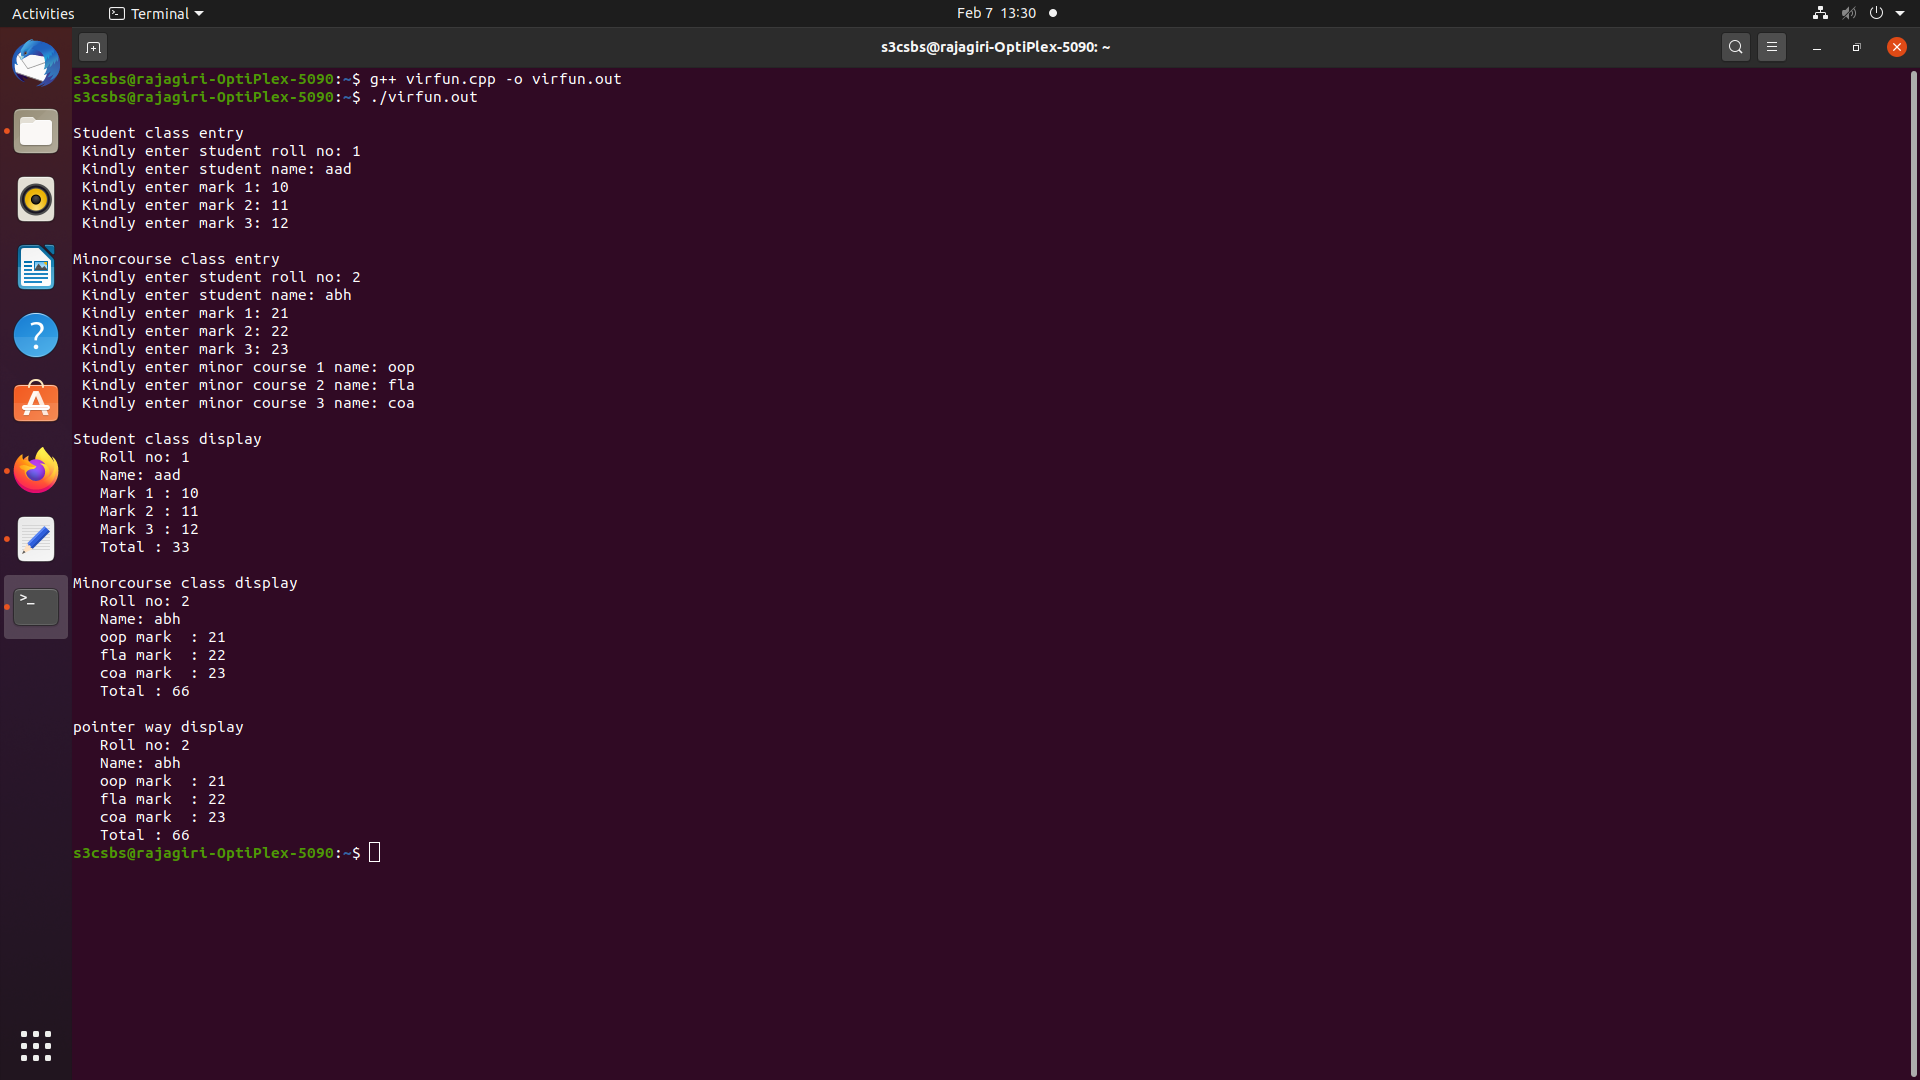 Activities Terminal Feb 7 13:30
s3csbs@rajagiri-OptiPlex-5090: ~
s3csbs@rajagiri-OptiPlex-5090:~$ g++ virfun.cpp -o virfun.out
s3csbs@rajagiri-OptiPlex-5090:~$ ./virfun.out
Student class entry
Kindly enter student roll no: 1
Kindly enter student name: aad
Kindly enter mark 1: 10
Kindly enter mark 2: 11
Kindly enter mark 3: 12
Minorcourse class entry
Kindly enter student roll no: 2
Kindly enter student name: abh
Kindly enter mark 1: 21
Kindly enter mark 2: 22
Kindly enter mark 3: 23
Kindly enter minor course 1 name: oop
Kindly enter minor course 2 name: fla
Kindly enter minor course 3 name: coa
Student class display
Roll no: 1
Name: aad
Mark 1 : 10
Mark 2 : 11
Mark 3 : 12
Total : 33
Minorcourse class display
Roll no: 2
Name: abh
oop mark  : 21
fla mark  : 22
coa mark  : 23
Total : 66
pointer way display
Roll no: 2
Name: abh
oop mark  : 21
fla mark  : 22
coa mark  : 23
Total : 66
s3csbs@rajagiri-OptiPlex-5090:~$